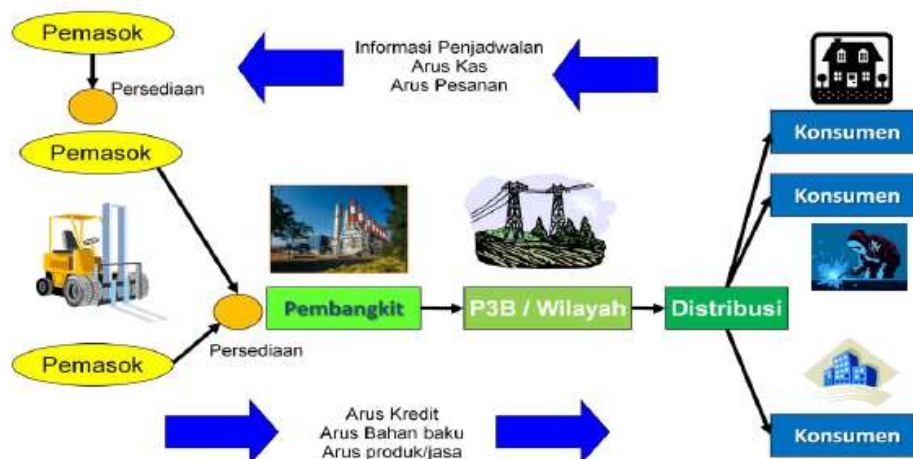 Pemasok
Informasi Penjadwalan
Arus Kas
Arus Pesanan
Persediaan
Konsumen
Pemasok
Konsumen
Pembangkit
P3B / Wilayah
Distribusi
Persediaan
Pemasok
Arus Kredit
Arus Bahan baku
Arus produk/jasa
Konsumen